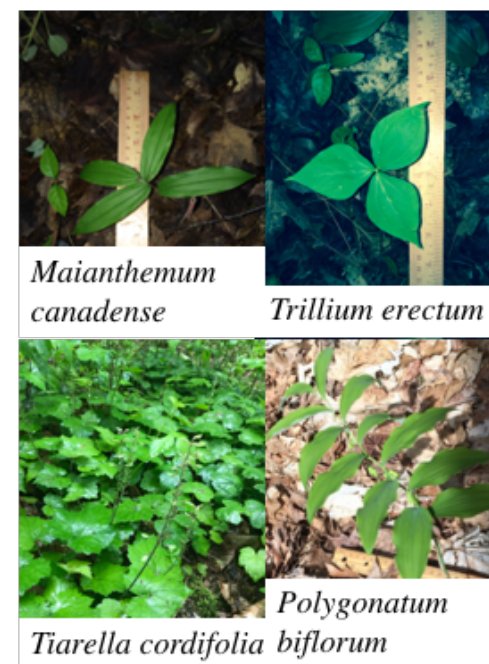 Maianthemum
canadense
Trillium erectum
Tiarella cordifolia
Polygonatum
biflorum